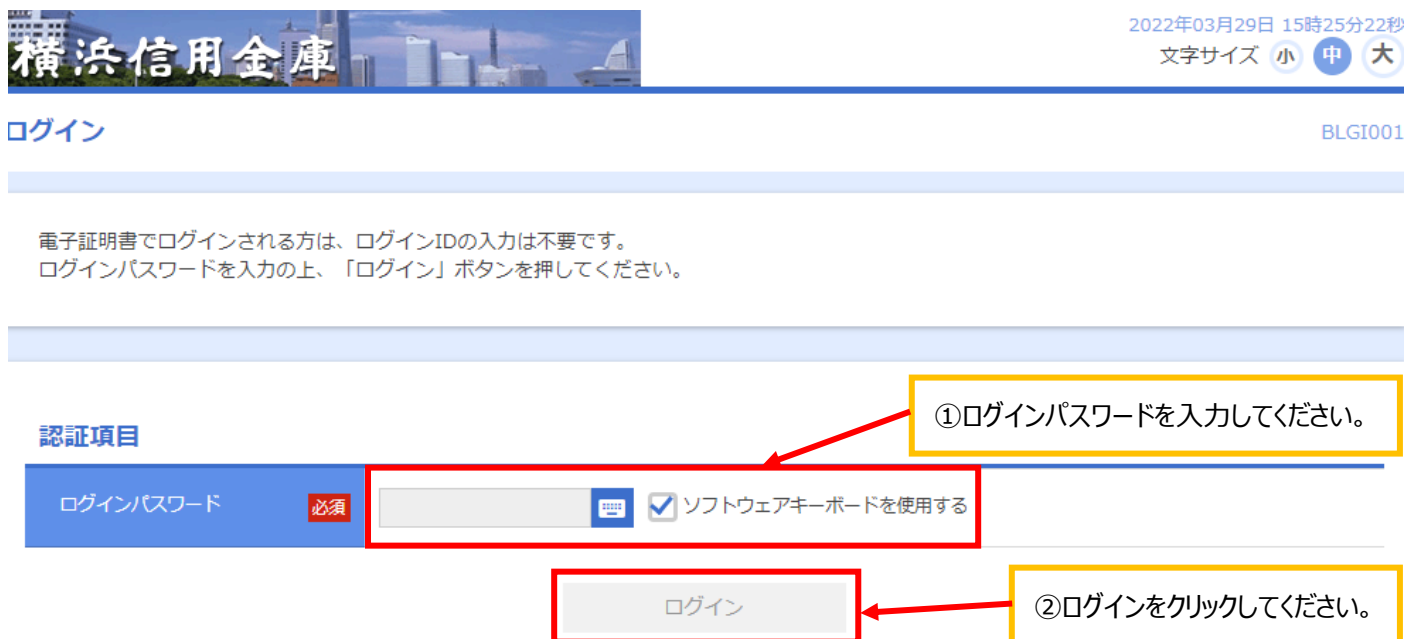 横浜信用金庫
2022年03月29日 15時25分22秒
文字サイズ 小 中 大
ログイン
BLGI001
電子証明書でログインされる方は、ログインIDの入力は不要です。
ログインパスワードを入力の上、「ログイン」ボタンを押してください。
①ログインパスワードを入力してください。
認証項目
ログインパスワード 必須 ソフトウェアキーボードを使用する
ログイン
②ログインをクリックしてください。